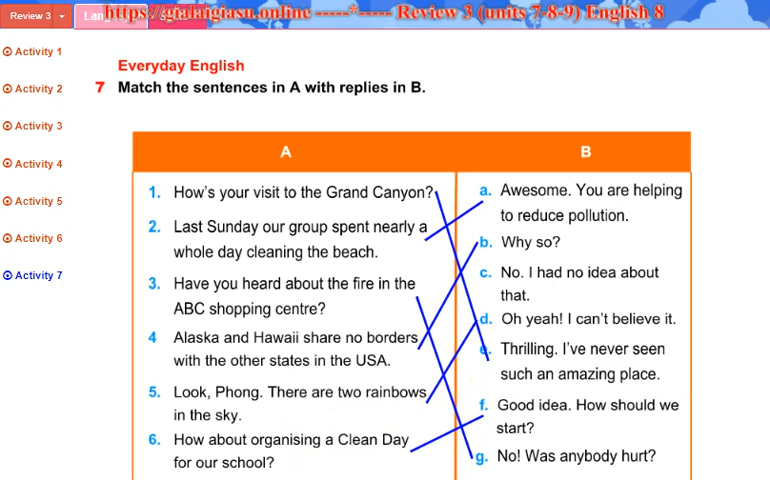 Review 3
https://giahaigiasu.online -----*----- Review 3 (units 7-8-9) English 8
Activity 1
Activity 2
Activity 3
Activity 4
Activity 5
Activity 6
Activity 7
Everyday English
7 Match the sentences in A with replies in B.
A
1. How's your visit to the Grand Canyon?
2. Last Sunday our group spent nearly a
whole day cleaning the beach.
3. Have you heard about the fire in the
ABC shopping centre?
4 Alaska and Hawaii share no borders
with the other states in the USA.
5. Look, Phong. There are two rainbows
in the sky.
6. How about organising a Clean Day
for our school?
B
a. Awesome. You are helping
to reduce pollution.
b. Why so?
c. No. I had no idea about
that.
d. Oh yeah! I can't believe it.
e. Thrilling. I've never seen
such an amazing place.
f. Good idea. How should we
start?
g. No! Was anybody hurt?